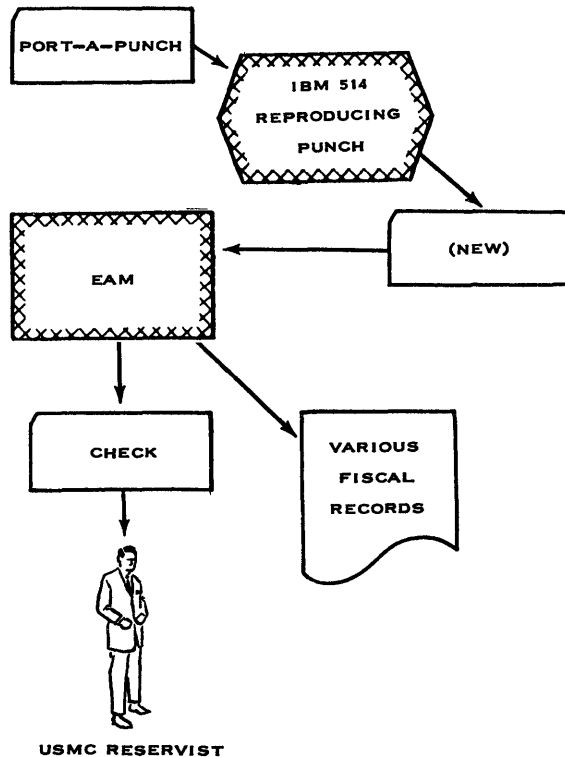 PORT-A-PUNCH
IBM 514
REPRODUCING
PUNCH
(NEW)
EAM
CHECK
VARIOUS
FISCAL
RECORDS
USMC RESERVIST